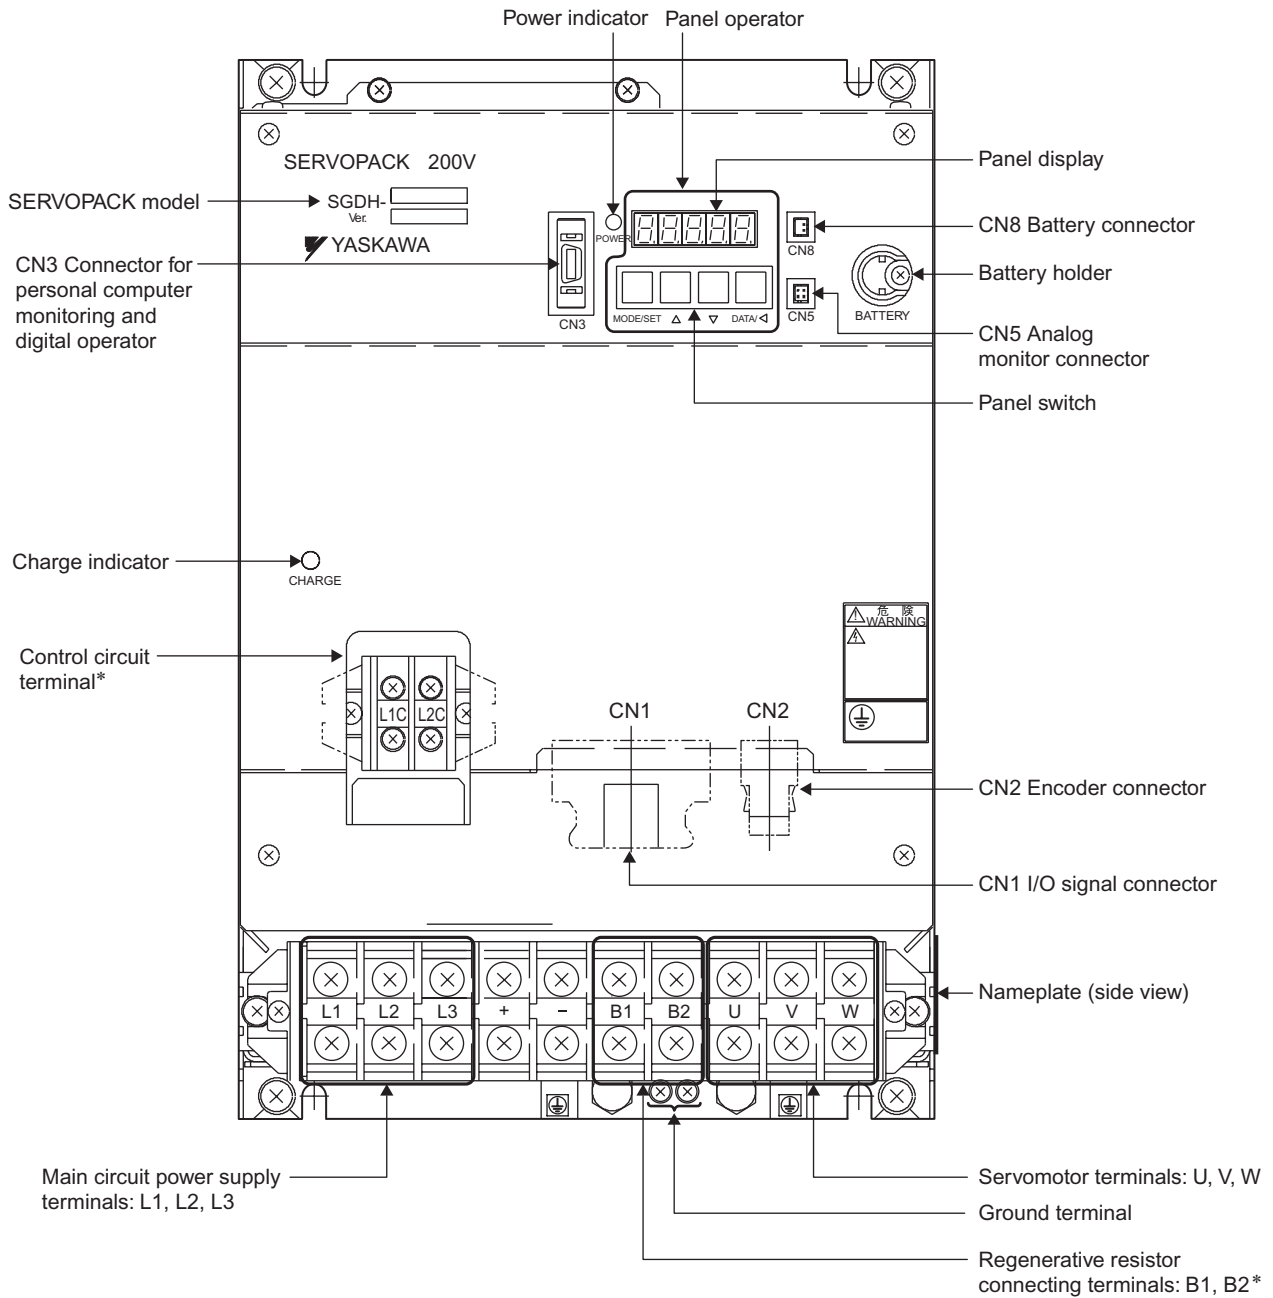 Power indicator
Panel operator
SERVOPACK 200V
SGDH-
Ver.
YASKAWA
SERVOPACK model
CN3 Connector for
personal computer
monitoring and
digital operator
POWER
CN3
MODE/SET △ ▽ DATA/◁
CN8
CN5
BATTERY
Panel display
CN8 Battery connector
Battery holder
CN5 Analog
monitor connector
Panel switch
Charge indicator
CHARGE
危 険
WARNING
Control circuit
terminal*
L1C L2C
CN1
CN2
CN2 Encoder connector
CN1 I/O signal connector
L1 L2 L3 + − B1 B2 U V W
Nameplate (side view)
Main circuit power supply
terminals: L1, L2, L3
Servomotor terminals: U, V, W
Ground terminal
Regenerative resistor
connecting terminals: B1, B2*